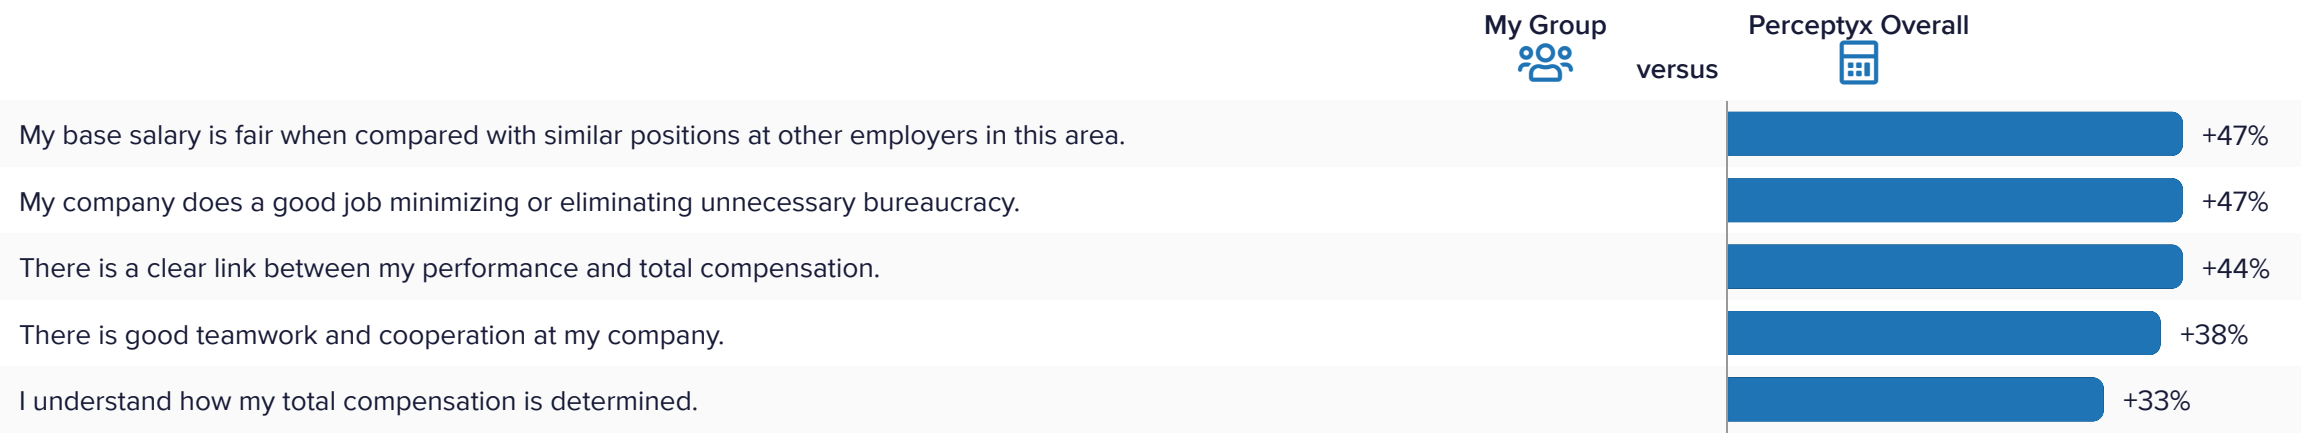 My Group
Perceptyx Overall
versus
My base salary is fair when compared with similar positions at other employers in this area.
+47%
My company does a good job minimizing or eliminating unnecessary bureaucracy.
+47%
There is a clear link between my performance and total compensation.
+44%
There is good teamwork and cooperation at my company.
+38%
I understand how my total compensation is determined.
+33%